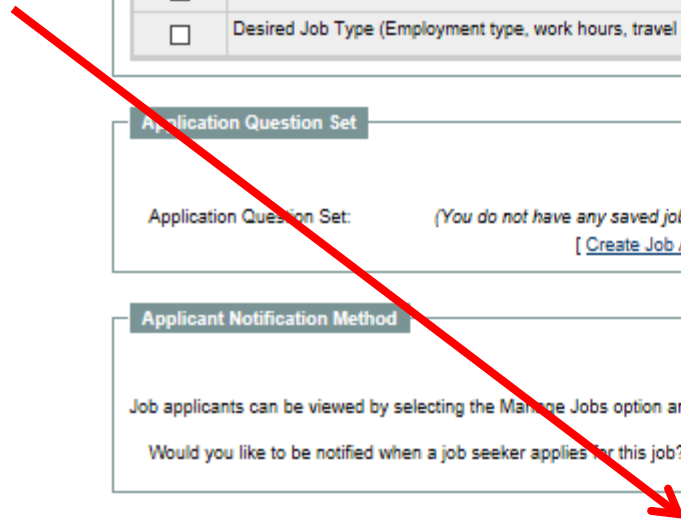 Desired Job Type (Employment type, work hours, travel
Application Question Set
Application Question Set: (You do not have any saved
[ Create Job
Applicant Notification Method
Job applicants can be viewed by selecting the Manage Jobs option
Would you like to be notified when a job seeker applies for this job?